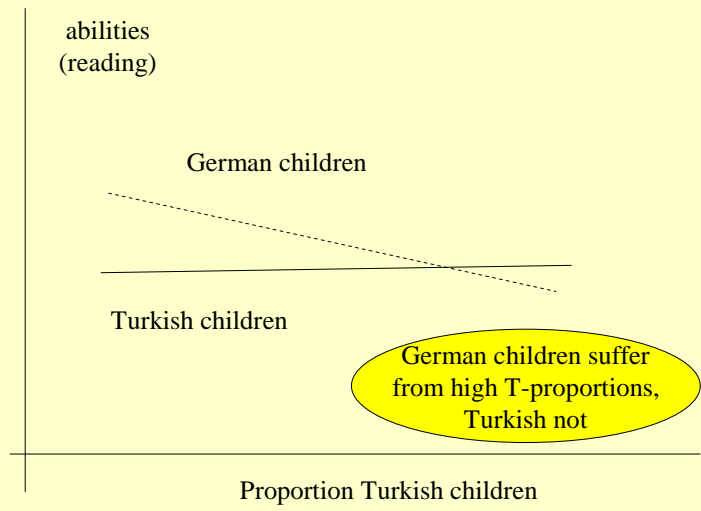 abilities
(reading)
German children
Turkish children
German children suffer
from high T-proportions,
Turkish not
Proportion Turkish children